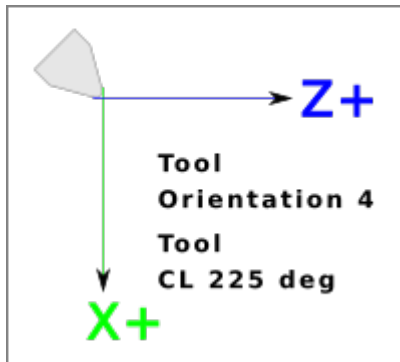 Z+
Tool
Orientation 4
Tool
CL 225 deg
X+